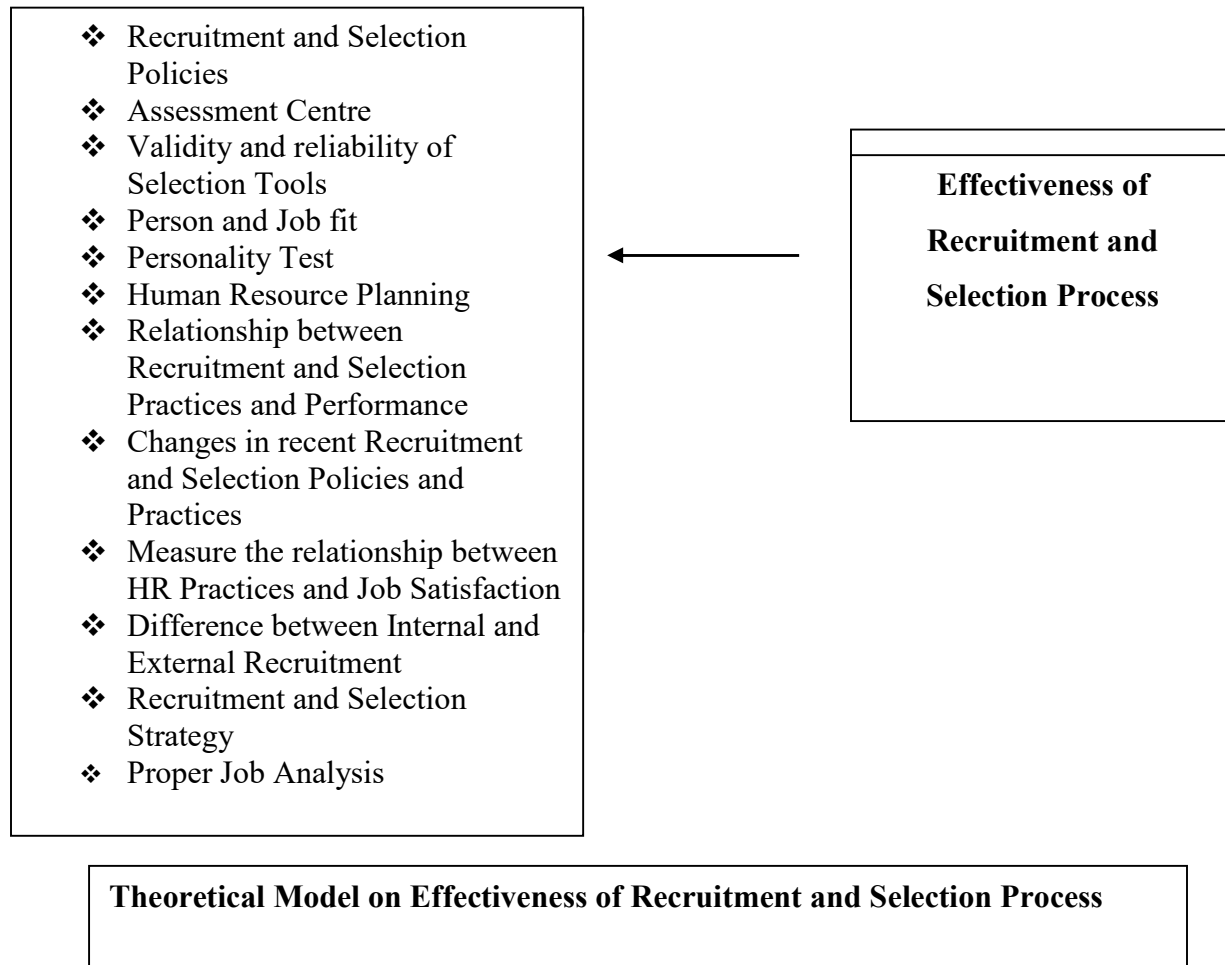 ❖ Recruitment and Selection
Policies
❖ Assessment Centre
❖ Validity and reliability of
Selection Tools
❖ Person and Job fit
❖ Personality Test
❖ Human Resource Planning
❖ Relationship between
Recruitment and Selection
Practices and Performance
❖ Changes in recent Recruitment
and Selection Policies and
Practices
❖ Measure the relationship between
HR Practices and Job Satisfaction
❖ Difference between Internal and
External Recruitment
❖ Recruitment and Selection
Strategy
❖ Proper Job Analysis
Effectiveness of
Recruitment and
Selection Process
Theoretical Model on Effectiveness of Recruitment and Selection Process